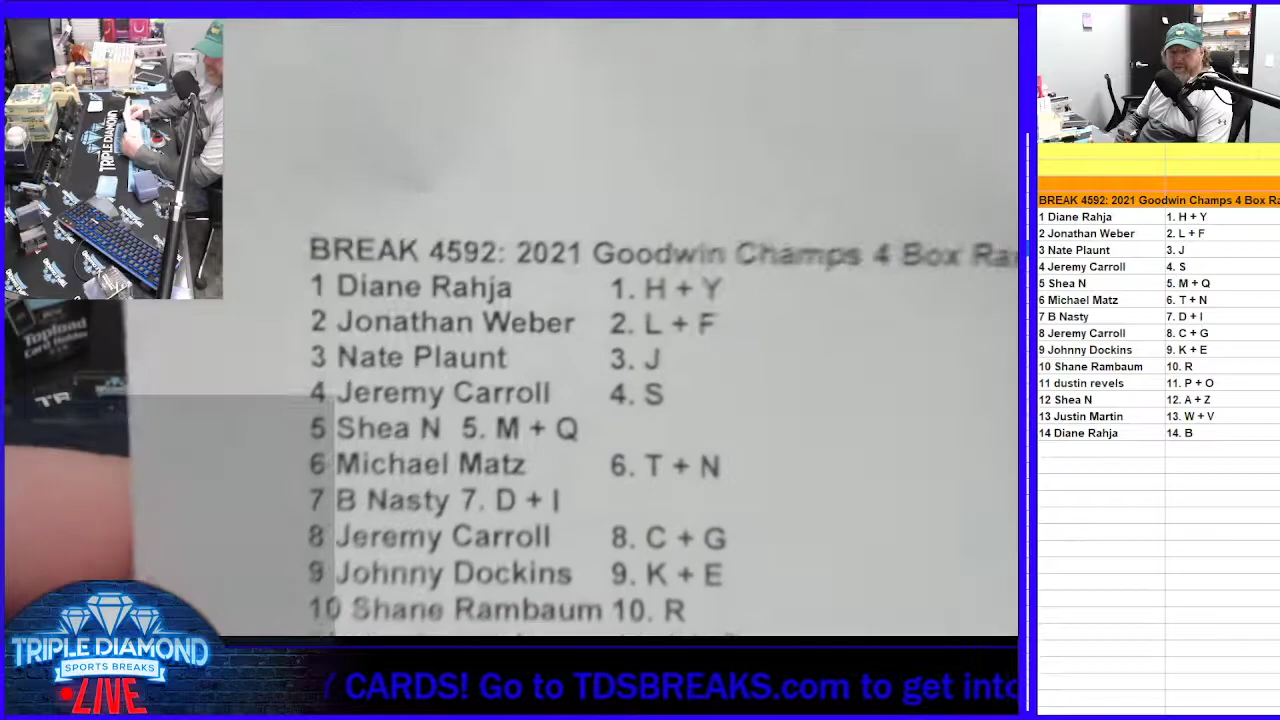 BREAK 4592: 2021 Goodwin Champs 4 Box Ra
1 Diane Rahja 1. H + Y
2 Jonathan Weber 2. L + F
3 Nate Plaunt 3. J
4 Jeremy Carroll 4. S
5 Shea N 5. M + Q
6 Michael Matz 6. T + N
7 B Nasty 7. D + I
8 Jeremy Carroll 8. C + G
9 Johnny Dockins 9. K + E
10 Shane Rambaum 10. R
TRIPLE DIAMOND
Topload
Card Holder
TRIPLE DIAMOND
SPORTS BREAKS
LIVE
Y CARDS! Go to TDSBREAKS.com to get into
BREAK 4592: 2021 Goodwin Champs 4 Box Ra
1 Diane Rahja 1. H + Y
2 Jonathan Weber 2. L + F
3 Nate Plaunt 3. J
4 Jeremy Carroll 4. S
5 Shea N 5. M + Q
6 Michael Matz 6. T + N
7 B Nasty 7. D + I
8 Jeremy Carroll 8. C + G
9 Johnny Dockins 9. K + E
10 Shane Rambaum 10. R
11 dustin revels 11. P + O
12 Shea N 12. A + Z
13 Justin Martin 13. W + V
14 Diane Rahja 14. B